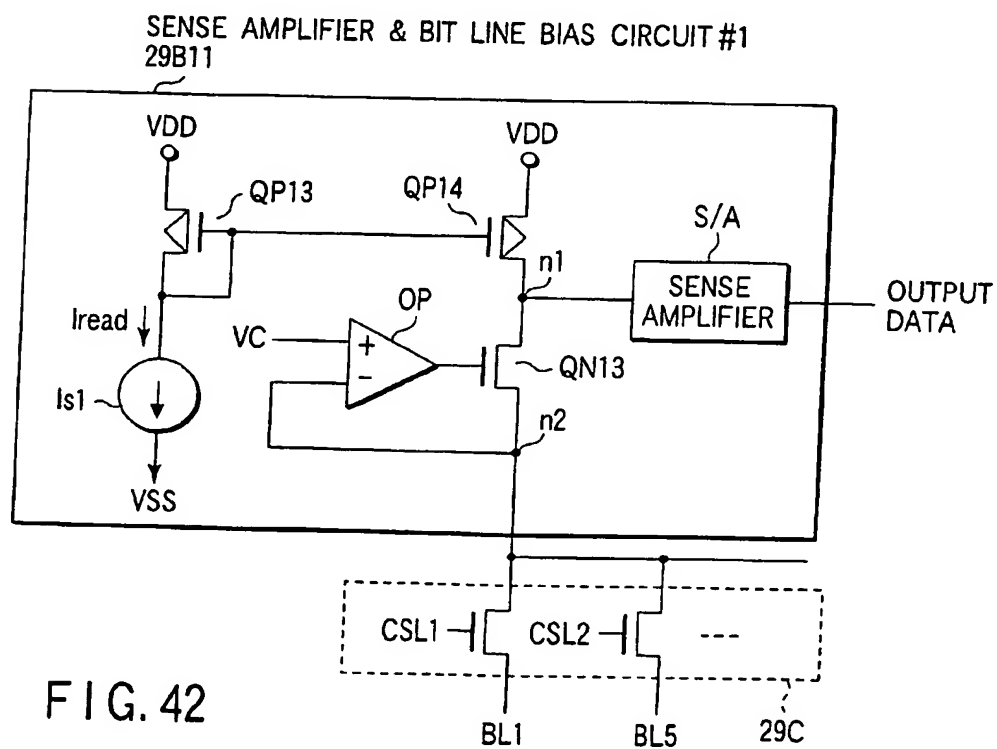 SENSE AMPLIFIER & BIT LINE BIAS CIRCUIT #1
29B11
VDD
VDD
QP13
QP14
S/A
n1
SENSE
AMPLIFIER
OUTPUT
DATA
Iread
OP
VC
+
-
QN13
Is1
n2
VSS
CSL1
CSL2
FIG. 42
BL1
BL5
29C